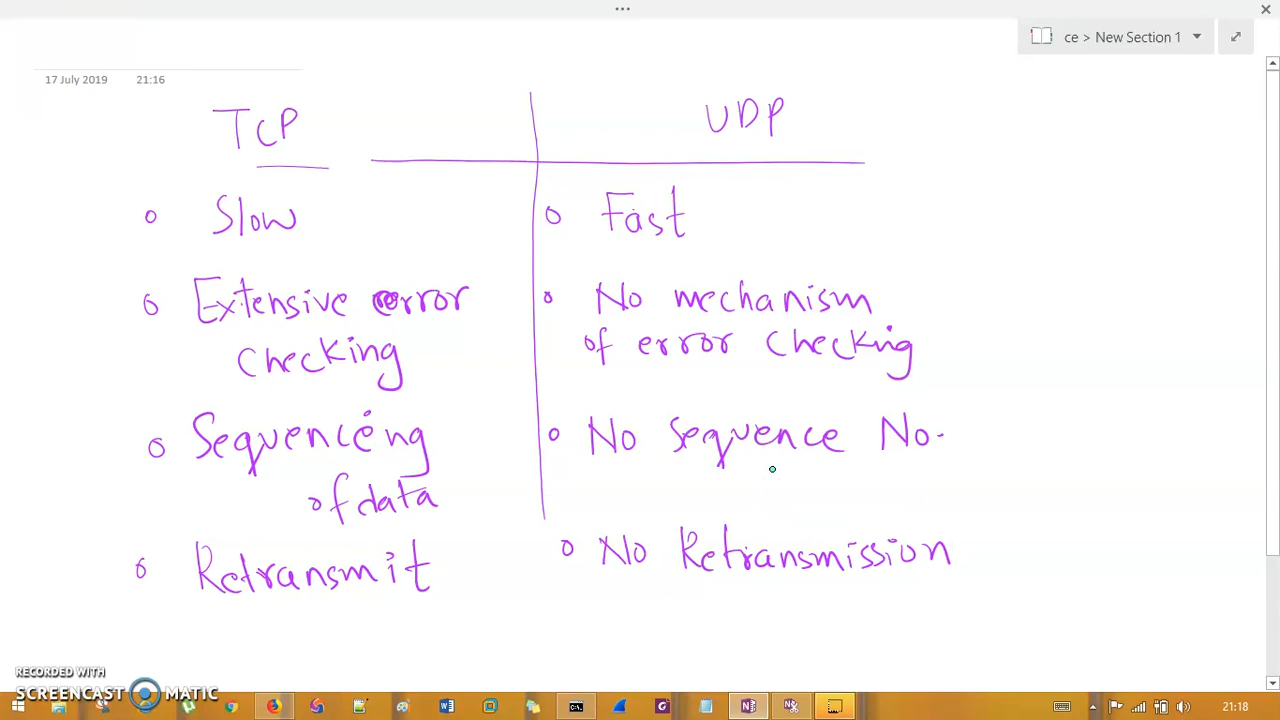 ce > New Section 1
17 July 2019 21:16
TCP UDP
o Slow o Fast
o Extensive error o No mechanism
checking of error checking
o Sequenceing o No sequence No.
of data
o Retransmit o No Retransmission
RECORDED WITH
SCREENCAST MATIC
21:18